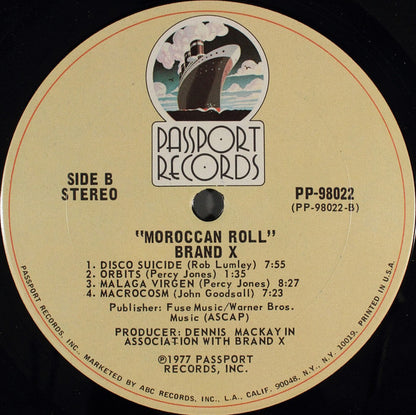 PASSPORT
RECORDS
SIDE B
STEREO
PP-98022
(PP-98022-B)
"MOROCCAN ROLL"
BRAND X
1. DISCO SUICIDE (Rob Lumley) 7:55
2. ORBITS (Percy Jones) 1:35
3. MALAGA VIRGEN (Percy Jones) 8:27
4. MACROCOSM (John Goodsall) 7:23
Publisher: Fuse Music/Warner Bros.
Music (ASCAP)
PRODUCER: DENNIS MACKAY IN
ASSOCIATION WITH BRAND X
℗1977 PASSPORT
RECORDS, INC.
PASSPORT RECORDS, INC. MARKETED BY ABC RECORDS, INC., L.A., CALIF. 90048, N.Y., N.Y. 10019. PRINTED IN U.S.A.